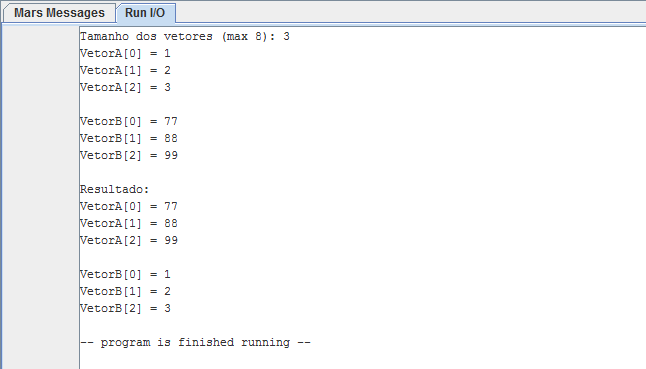 Mars Messages Run I/O
Tamanho dos vetores (max 8): 3
VetorA[0] = 1
VetorA[1] = 2
VetorA[2] = 3
VetorB[0] = 77
VetorB[1] = 88
VetorB[2] = 99
Resultado:
VetorA[0] = 77
VetorA[1] = 88
VetorA[2] = 99
VetorB[0] = 1
VetorB[1] = 2
VetorB[2] = 3
-- program is finished running --